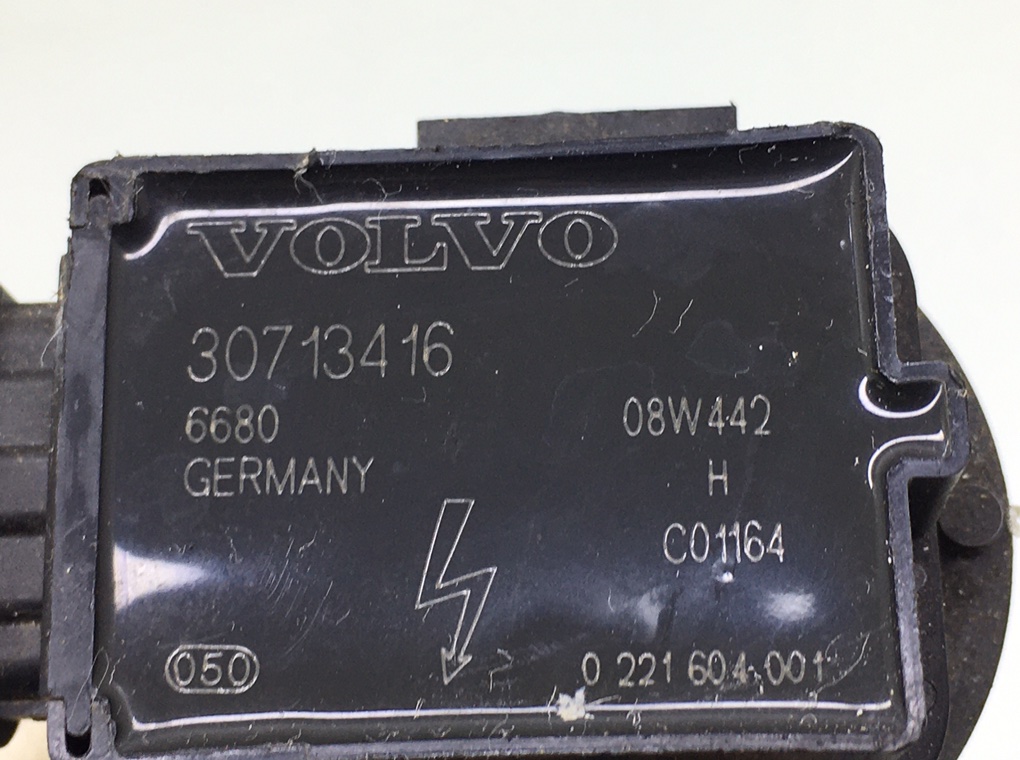 VOLVO
30713416
6680 08W442
GERMANY H
C01164
050 0 221 604 001